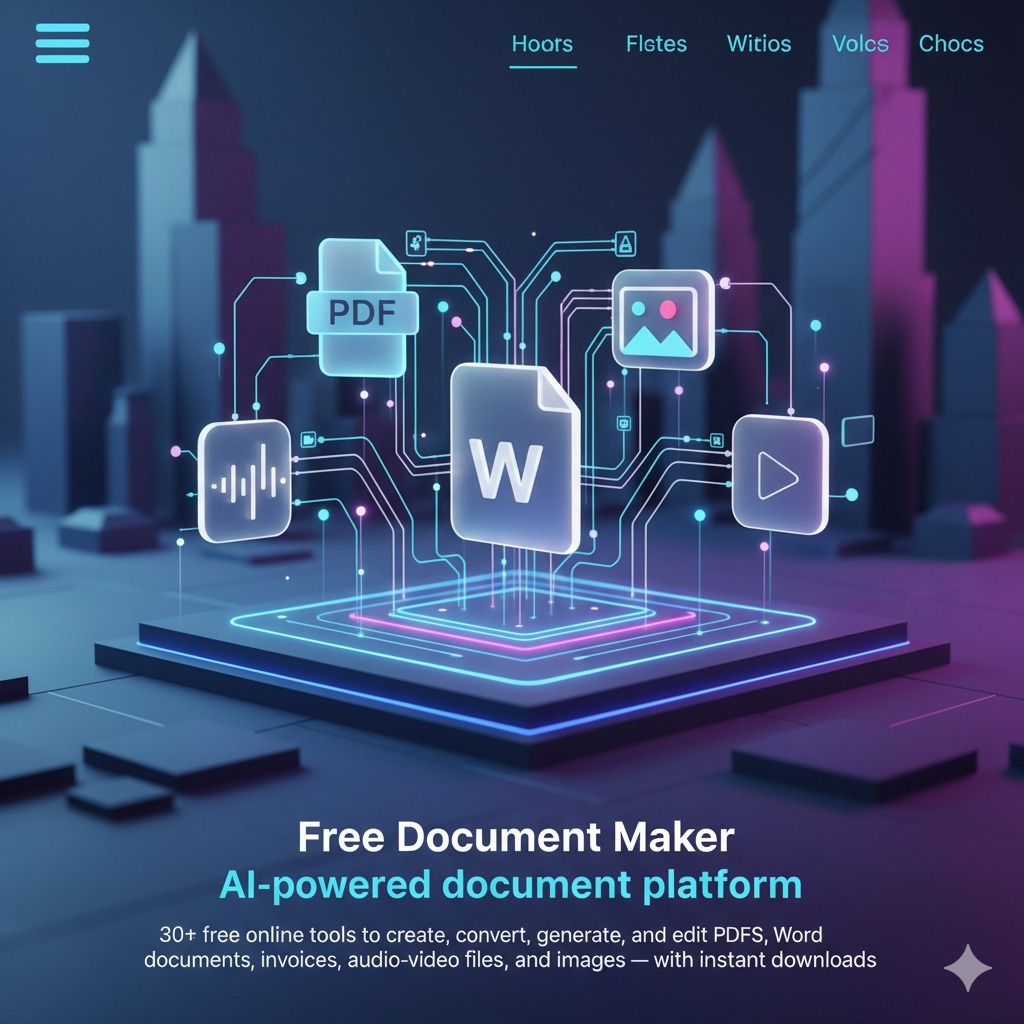 Hoors Flətes Witios Volcs Chocs
PDF
W
Free Document Maker
AI-powered document platform
30+ free online tools to create, convert, generate, and edit PDFS, Word
documents, invoices, audio-video files, and images — with instant downloads